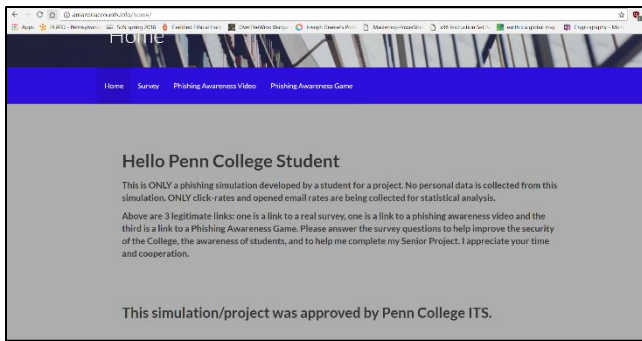 amazonaccounts.info/home/
Apps
Home
Home Survey Phishing Awareness Video Phishing Awareness Game
Hello Penn College Student
This is ONLY a phishing simulation developed by a student for a project. No personal data is collected from this
simulation. ONLY click-rates and opened email rates are being collected for statistical analysis.
Above are 3 legitimate links: one is a link to a real survey, one is a link to a phishing awareness video and the
third is a link to a Phishing Awareness Game. Please answer the survey questions to help improve the security
of the College, the awareness of students, and to help me complete my Senior Project. I appreciate your time
and cooperation.
This simulation/project was approved by Penn College ITS.